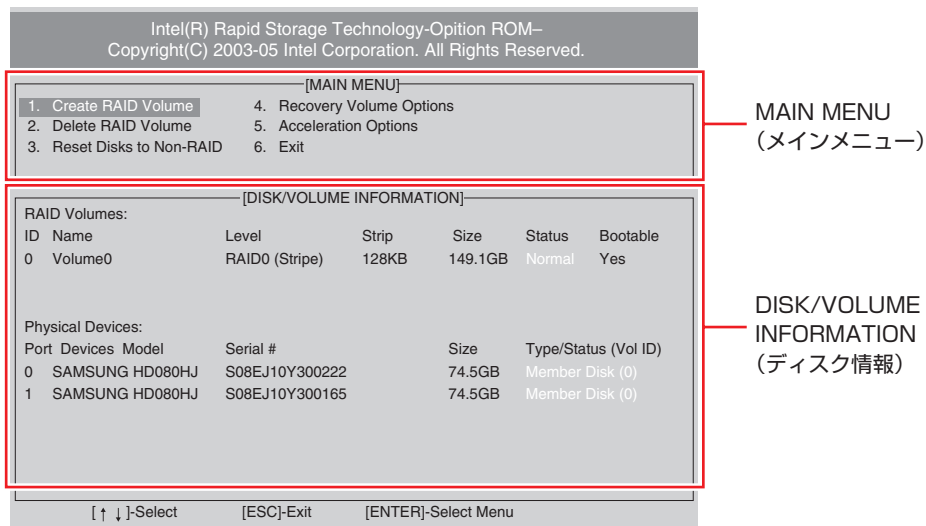 Intel(R) Rapid Storage Technology-Opition ROM–
Copyright(C) 2003-05 Intel Corporation. All Rights Reserved.
[MAIN MENU]
1. Create RAID Volume 4. Recovery Volume Options
2. Delete RAID Volume 5. Acceleration Options
3. Reset Disks to Non-RAID 6. Exit
MAIN MENU
（メインメニュー）
[DISK/VOLUME INFORMATION]
RAID Volumes:
ID Name Level Strip Size Status Bootable
0 Volume0 RAID0 (Stripe) 128KB 149.1GB Normal Yes
Physical Devices:
Port Devices Model Serial # Size Type/Status (Vol ID)
0 SAMSUNG HD080HJ S08EJ10Y300222 74.5GB Member Disk (0)
1 SAMSUNG HD080HJ S08EJ10Y300165 74.5GB Member Disk (0)
DISK/VOLUME
INFORMATION
（ディスク情報）
[↑↓]-Select [ESC]-Exit [ENTER]-Select Menu